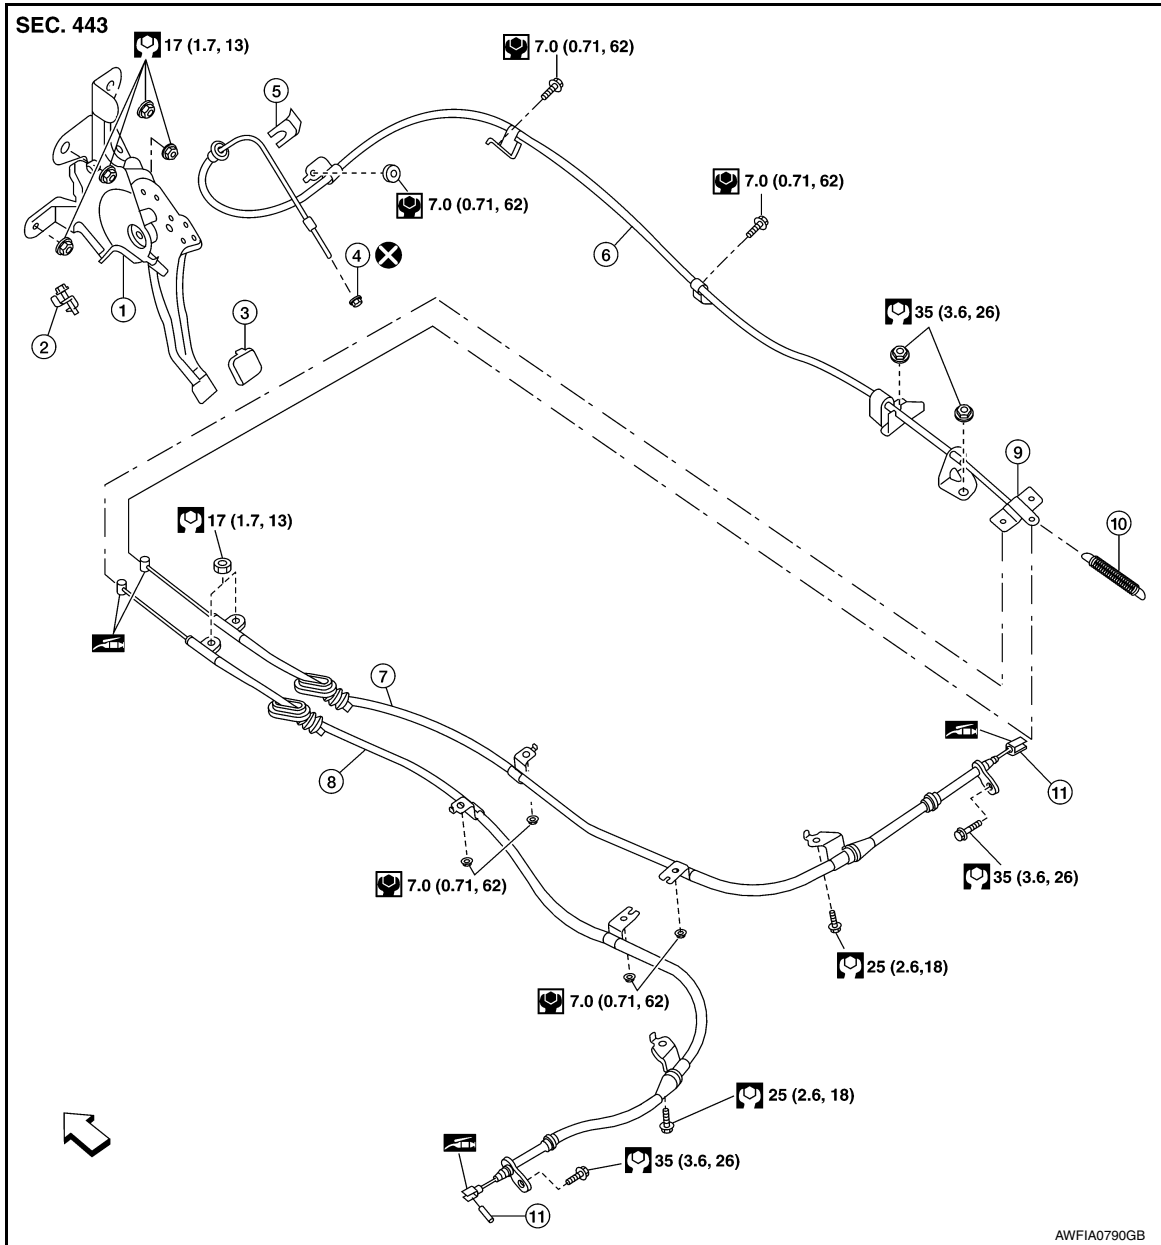 SEC. 443
17 (1.7, 13)
7.0 (0.71, 62)
5
7.0 (0.71, 62)
7.0 (0.71, 62)
6
4
1
2
3
35 (3.6, 26)
9
10
17 (1.7, 13)
7
8
11
35 (3.6, 26)
7.0 (0.71, 62)
25 (2.6,18)
7.0 (0.71, 62)
25 (2.6, 18)
35 (3.6, 26)
11
AWFIA0790GB